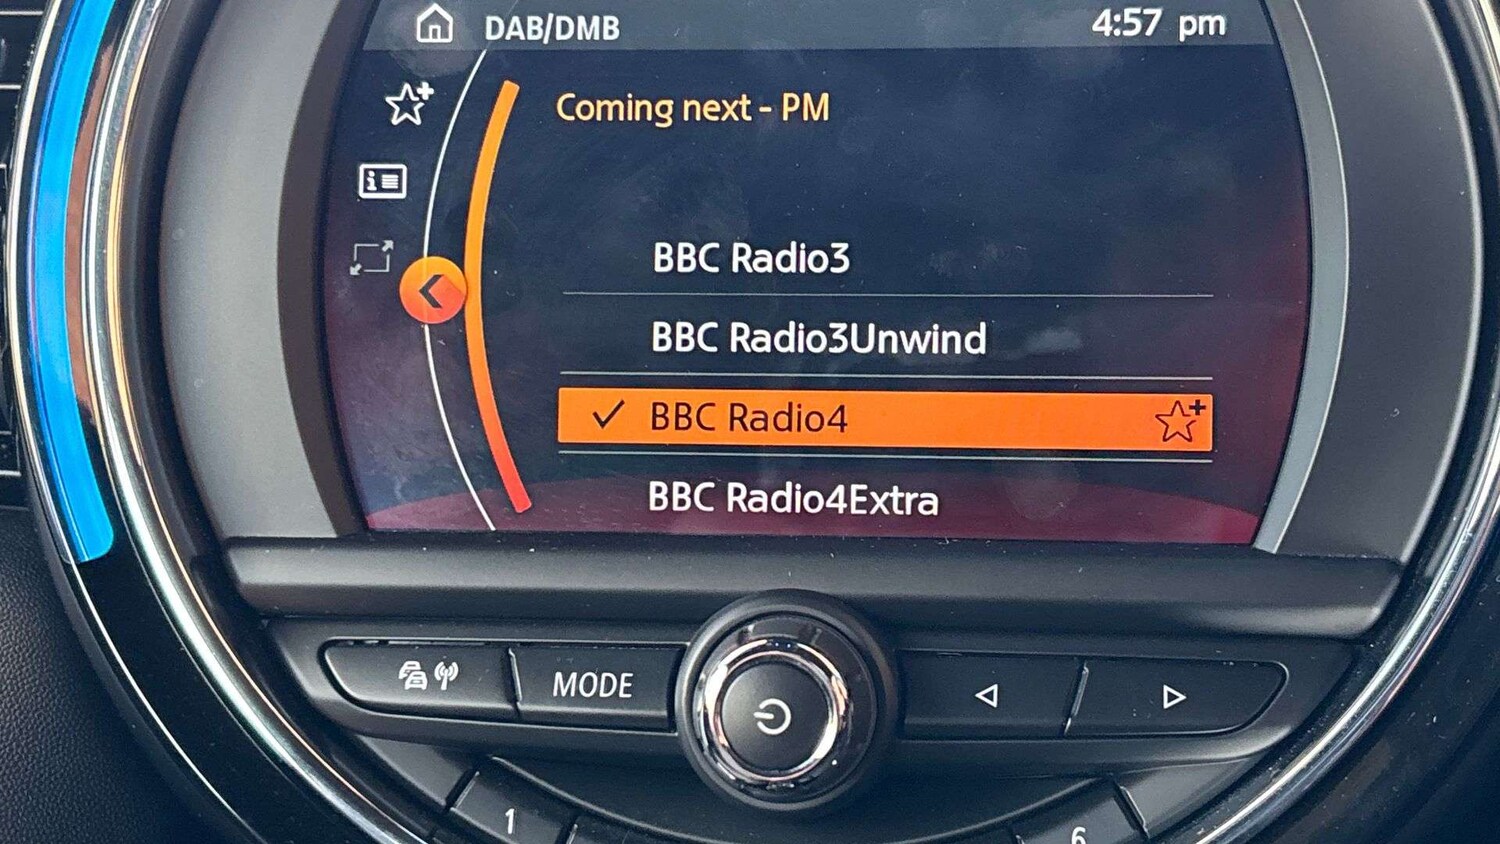 DAB/DMB
4:57 pm
Coming next - PM
BBC Radio3
BBC Radio3Unwind
BBC Radio4
BBC Radio4Extra
MODE
1
6